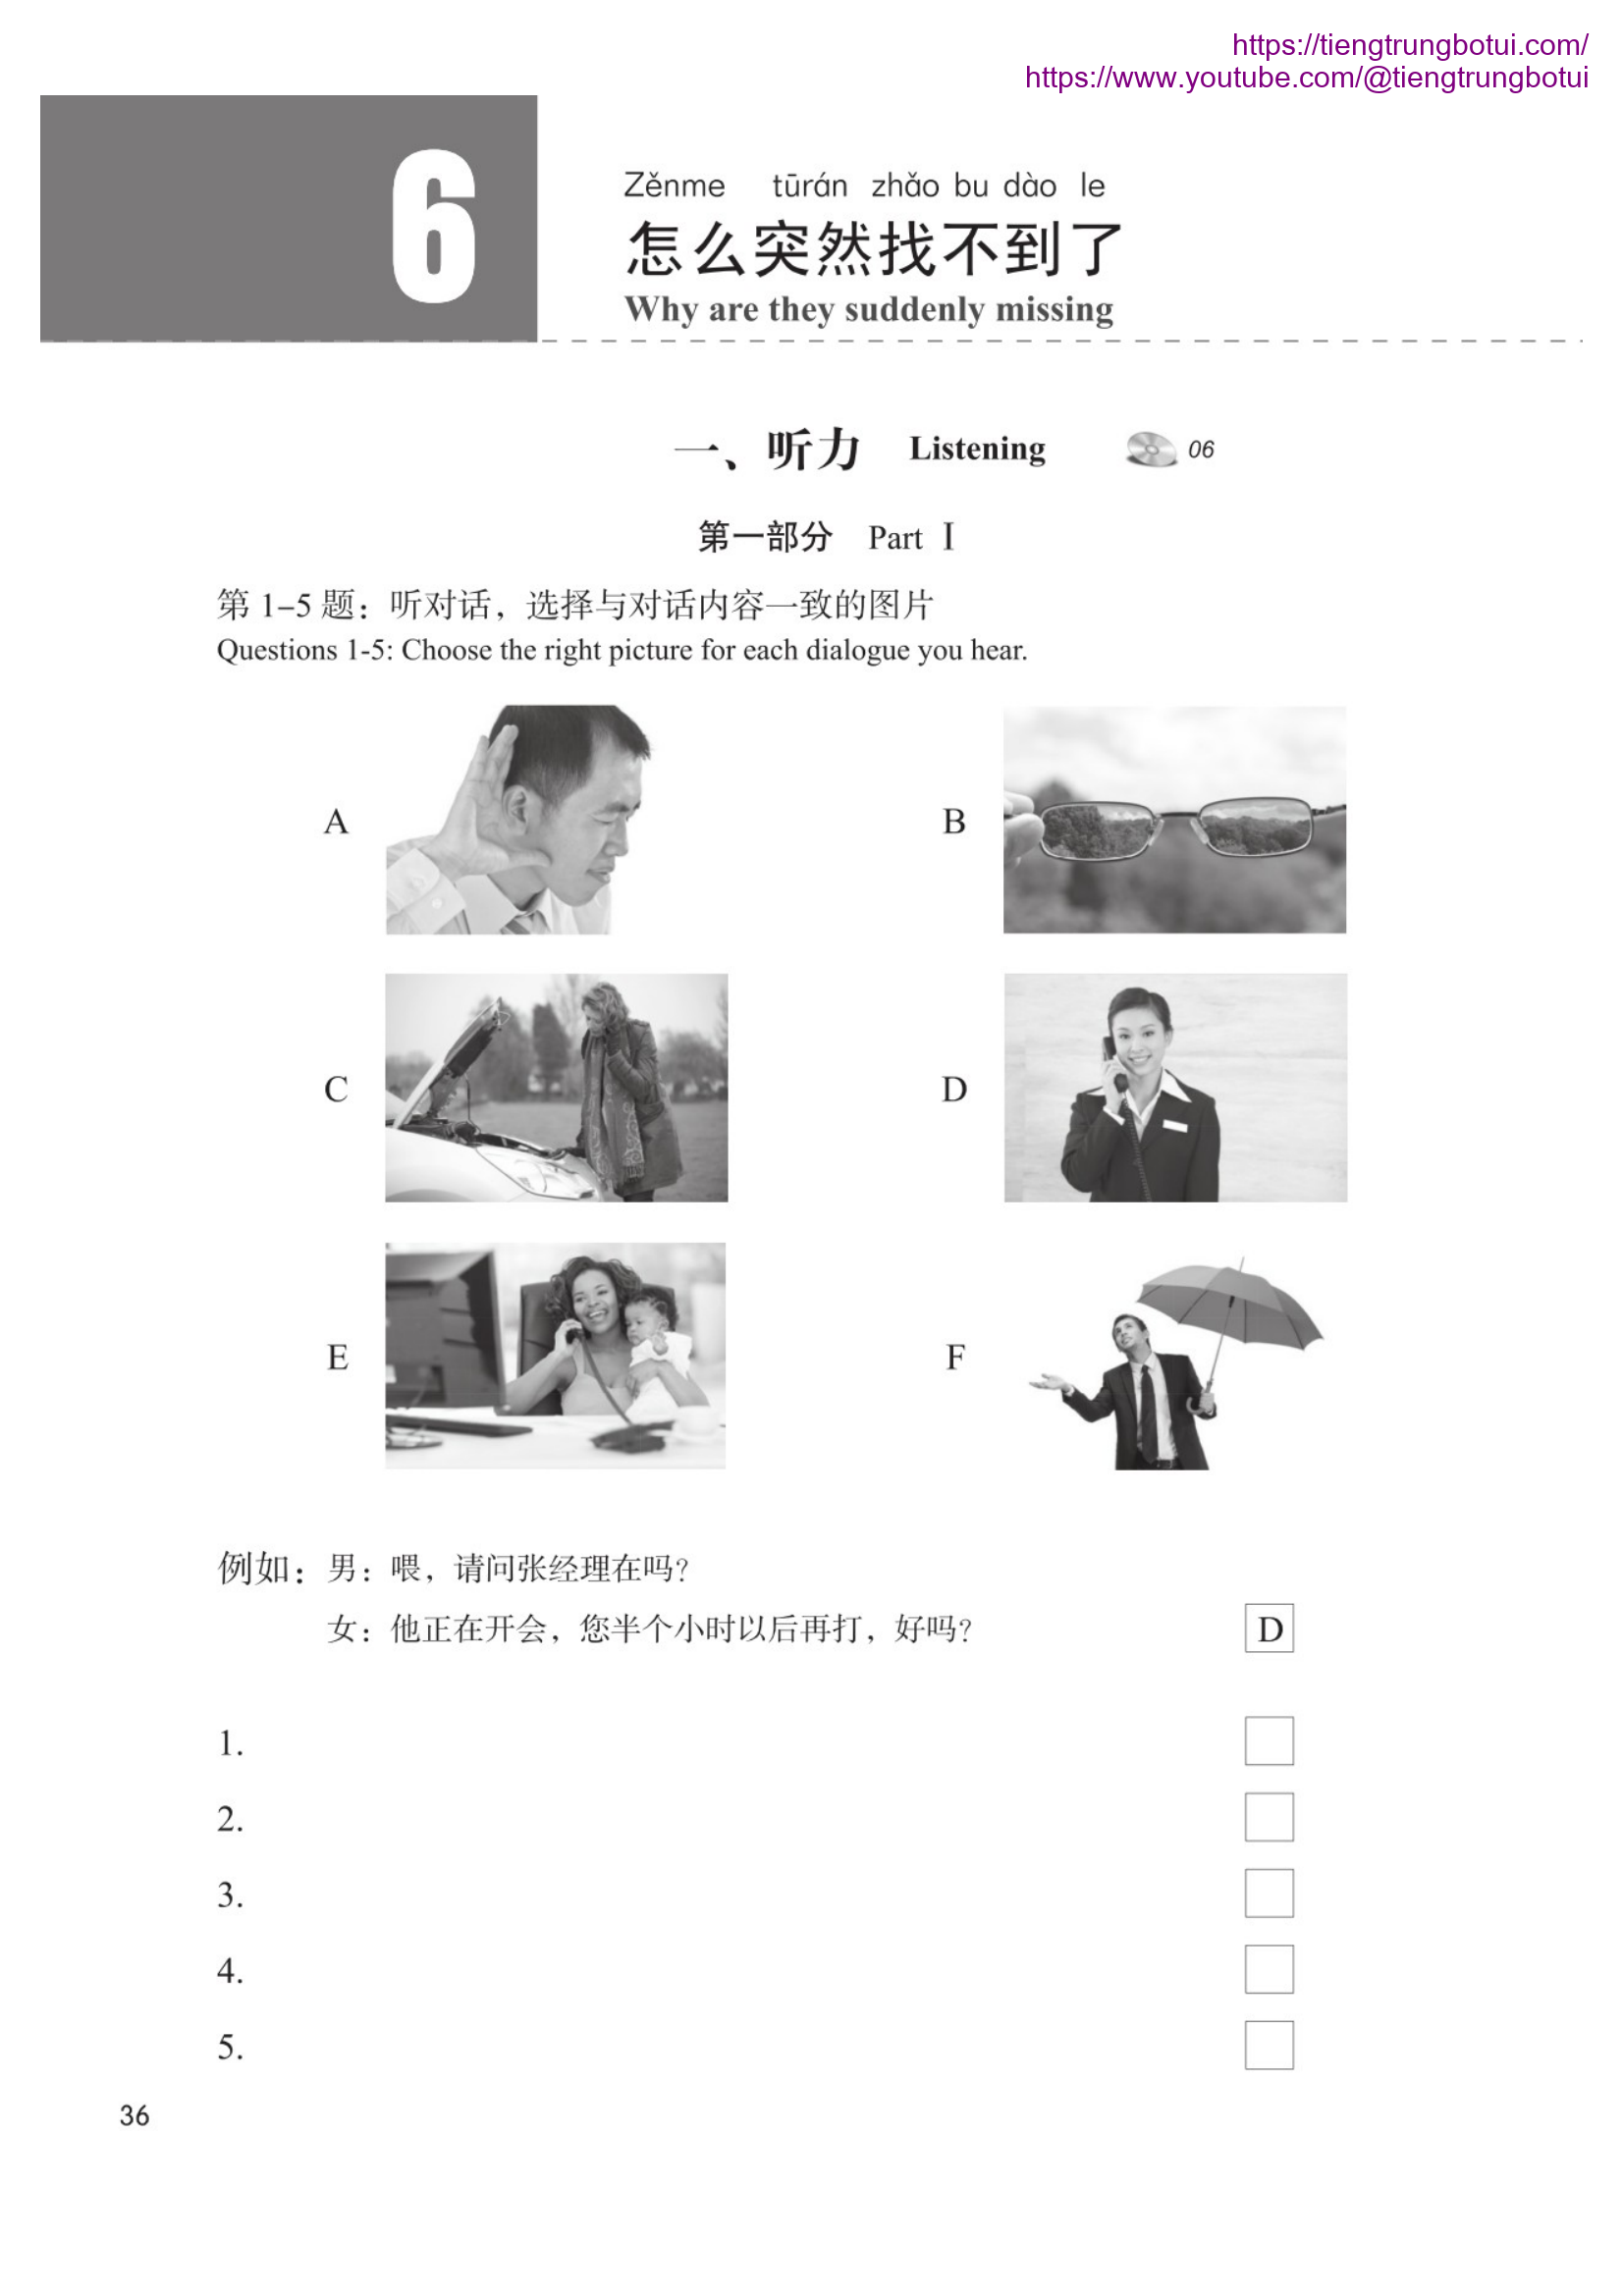 https://tiengtrungbotui.com/
https://www.youtube.com/@tiengtrungbotui
6
Zěnme tūrán zhǎo bu dào le
怎么突然找不到了
Why are they suddenly missing
一、听力 Listening 06
第一部分 Part Ⅰ
第 1–5 题：听对话，选择与对话内容一致的图片
Questions 1-5: Choose the right picture for each dialogue you hear.
A B
C D
E F
例如：男：喂，请问张经理在吗？
女：他正在开会，您半个小时以后再打，好吗？ D
1.
2.
3.
4.
5.
36